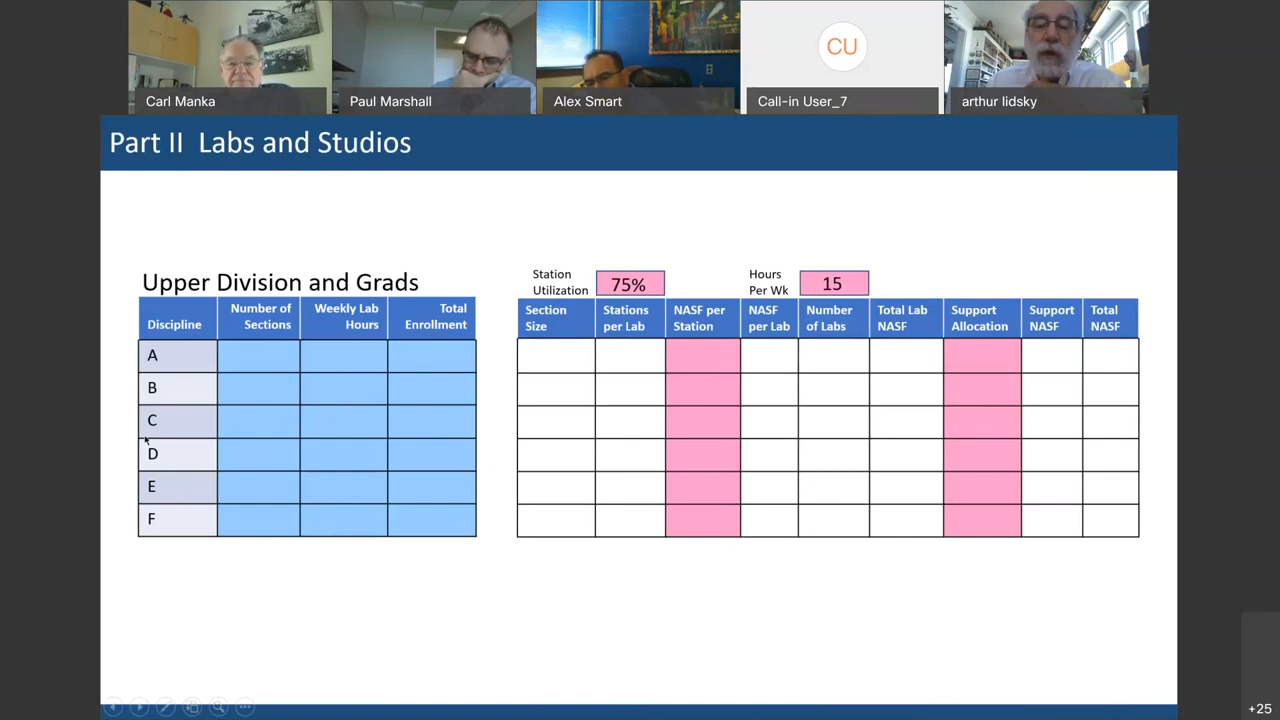 Carl Manka
Paul Marshall
Alex Smart
CU
Call-in User_7
arthur lidsky
Part II Labs and Studios
Upper Division and Grads
Station
Utilization
75%
Hours
Per Wk
15
Discipline
Number of
Sections
Weekly Lab
Hours
Total
Enrollment
Section
Size
Stations
per Lab
NASF per
Station
NASF
per Lab
Number
of Labs
Total Lab
NASF
Support
Allocation
Support
NASF
Total
NASF
A
B
C
D
E
F
+25